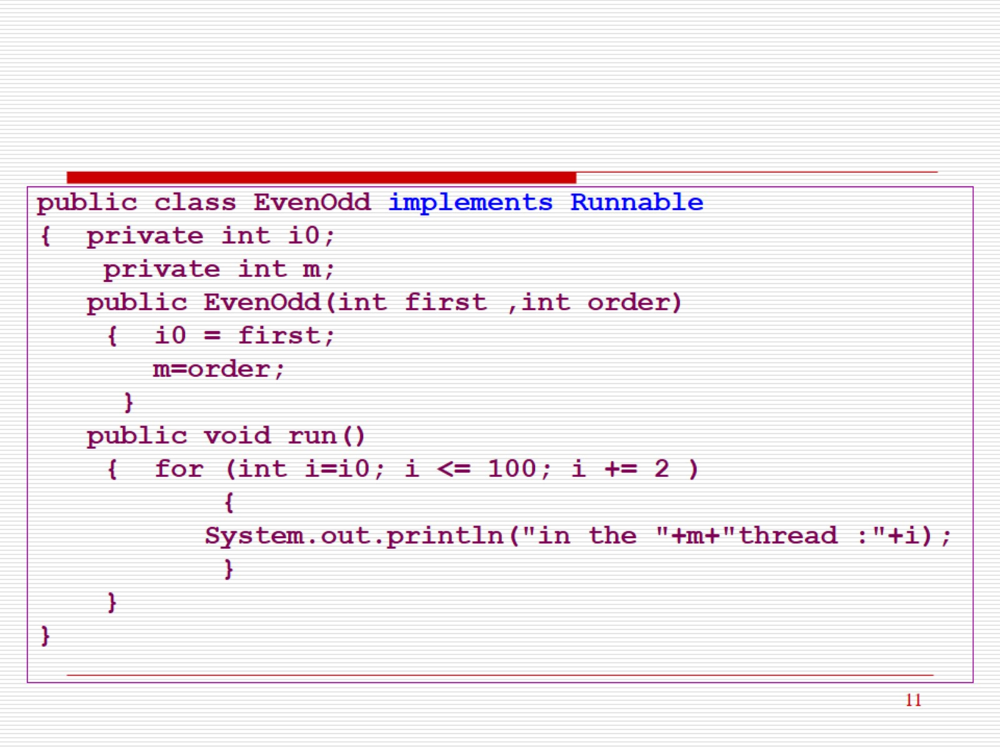 public class EvenOdd implements Runnable
{  private int i0;
    private int m;
   public EvenOdd(int first ,int order)
    {  i0 = first;
       m=order;
     }
   public void run()
    {  for (int i=i0; i <= 100; i += 2 )
           {
          System.out.println("in the "+m+"thread :"+i);
           }
    }
}
11